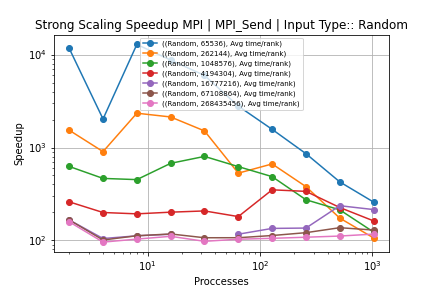 Strong Scaling Speedup MPI | MPI_Send | Input Type:: Random
((Random, 65536), Avg time/rank)
((Random, 262144), Avg time/rank)
((Random, 1048576), Avg time/rank)
((Random, 4194304), Avg time/rank)
((Random, 16777216), Avg time/rank)
((Random, 67108864), Avg time/rank)
((Random, 268435456), Avg time/rank)
Speedup
10⁴
10³
10²
10¹ 10² 10³
Proccesses